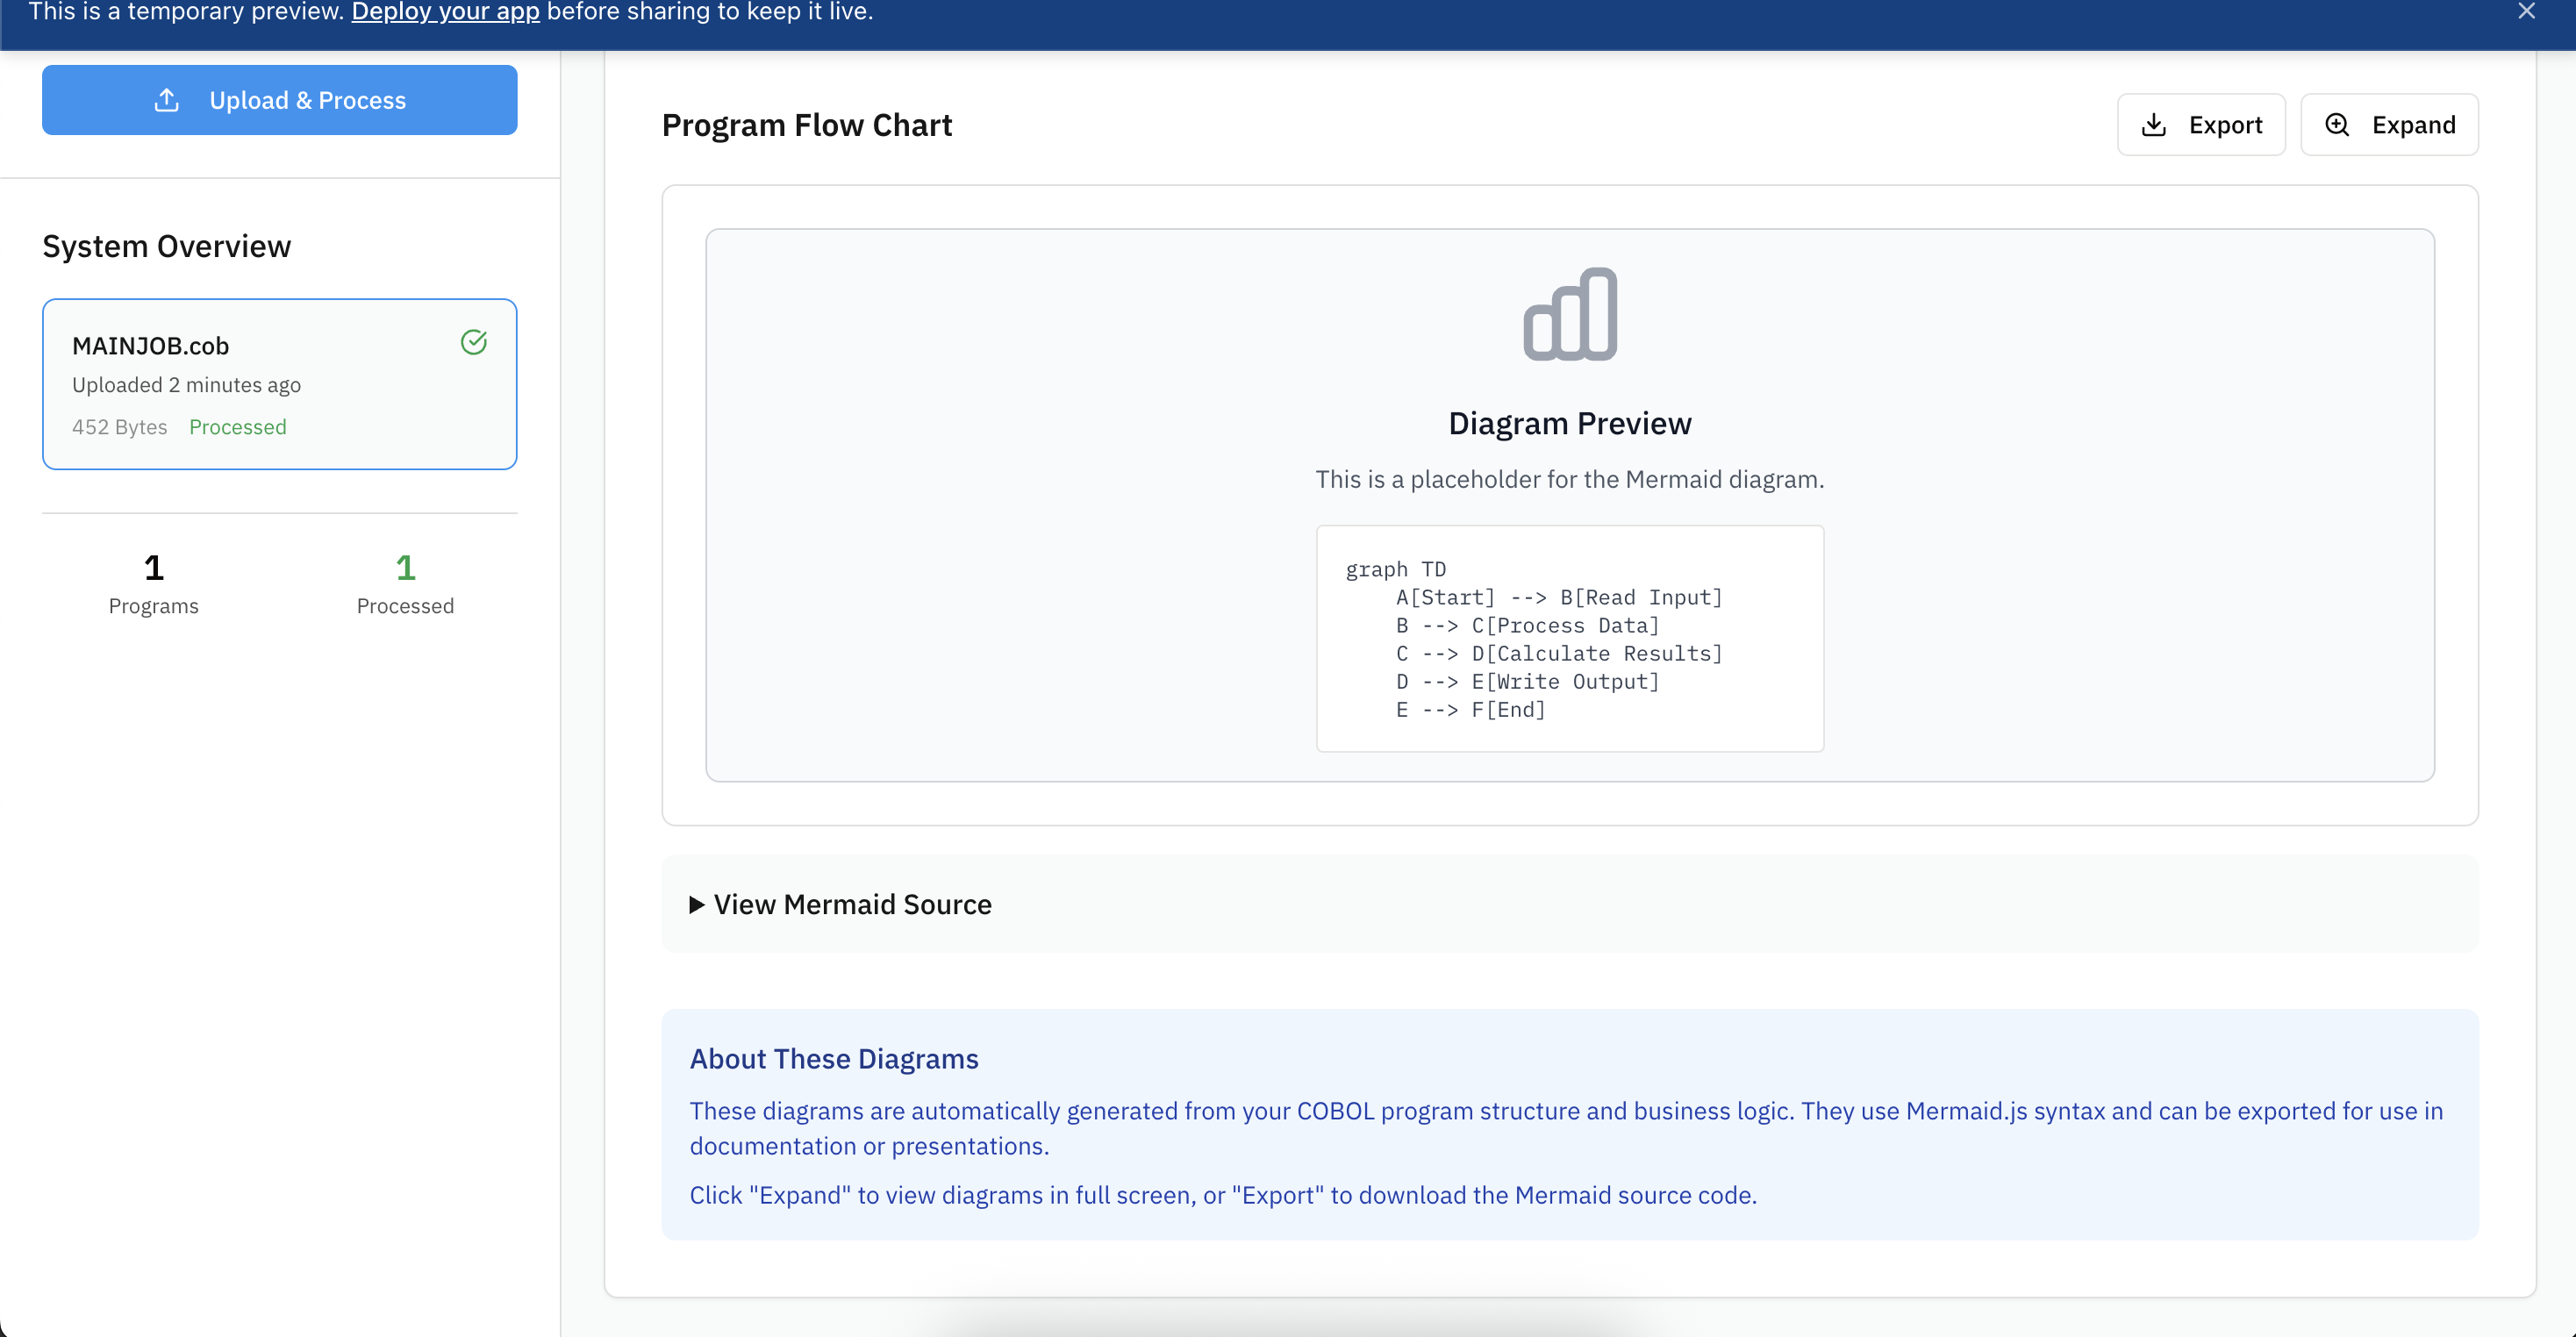 This is a temporary preview. Deploy your app before sharing to keep it live.
Upload & Process
System Overview
MAINJOB.cob
Uploaded 2 minutes ago
452 Bytes Processed
1 1
Programs Processed
Program Flow Chart
Export Expand
Diagram Preview
This is a placeholder for the Mermaid diagram.
graph TD
    A[Start] --> B[Read Input]
    B --> C[Process Data]
    C --> D[Calculate Results]
    D --> E[Write Output]
    E --> F[End]
View Mermaid Source
About These Diagrams
These diagrams are automatically generated from your COBOL program structure and business logic. They use Mermaid.js syntax and can be exported for use in
documentation or presentations.
Click "Expand" to view diagrams in full screen, or "Export" to download the Mermaid source code.